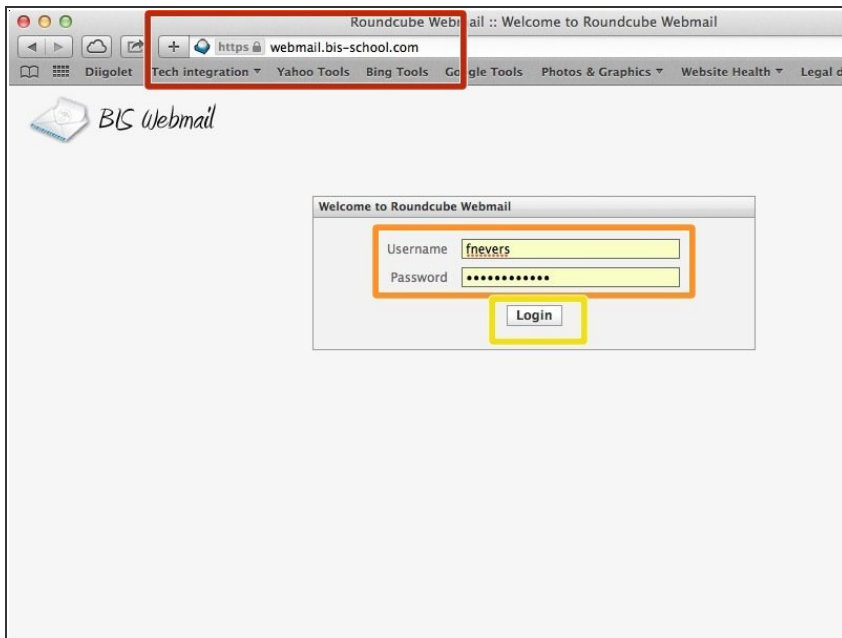 Roundcube Webmail :: Welcome to Roundcube Webmail
https webmail.bis-school.com
Diigolet Tech integration Yahoo Tools Bing Tools Google Tools Photos & Graphics Website Health Legal d
BIS Webmail
Welcome to Roundcube Webmail
Username fnevers
Password ••••••••••••
Login